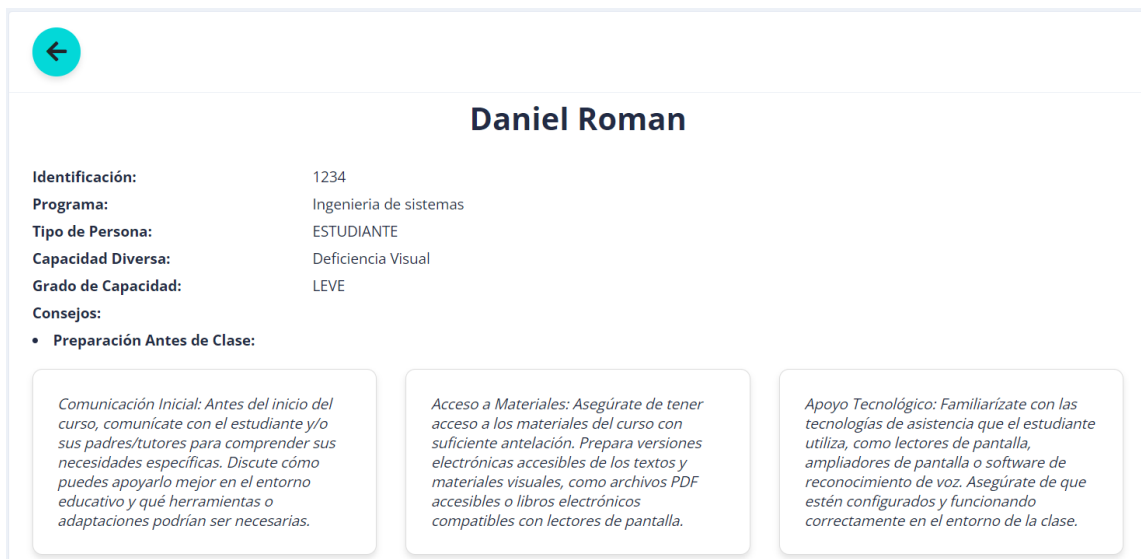 Daniel Roman
Identificación: 1234
Programa: Ingenieria de sistemas
Tipo de Persona: ESTUDIANTE
Capacidad Diversa: Deficiencia Visual
Grado de Capacidad: LEVE
Consejos:
• Preparación Antes de Clase:
Comunicación Inicial: Antes del inicio del
curso, comunícate con el estudiante y/o
sus padres/tutores para comprender sus
necesidades específicas. Discute cómo
puedes apoyarlo mejor en el entorno
educativo y qué herramientas o
adaptaciones podrían ser necesarias.
Acceso a Materiales: Asegúrate de tener
acceso a los materiales del curso con
suficiente antelación. Prepara versiones
electrónicas accesibles de los textos y
materiales visuales, como archivos PDF
accesibles o libros electrónicos
compatibles con lectores de pantalla.
Apoyo Tecnológico: Familiarízate con las
tecnologías de asistencia que el estudiante
utiliza, como lectores de pantalla,
ampliadores de pantalla o software de
reconocimiento de voz. Asegúrate de que
estén configurados y funcionando
correctamente en el entorno de la clase.